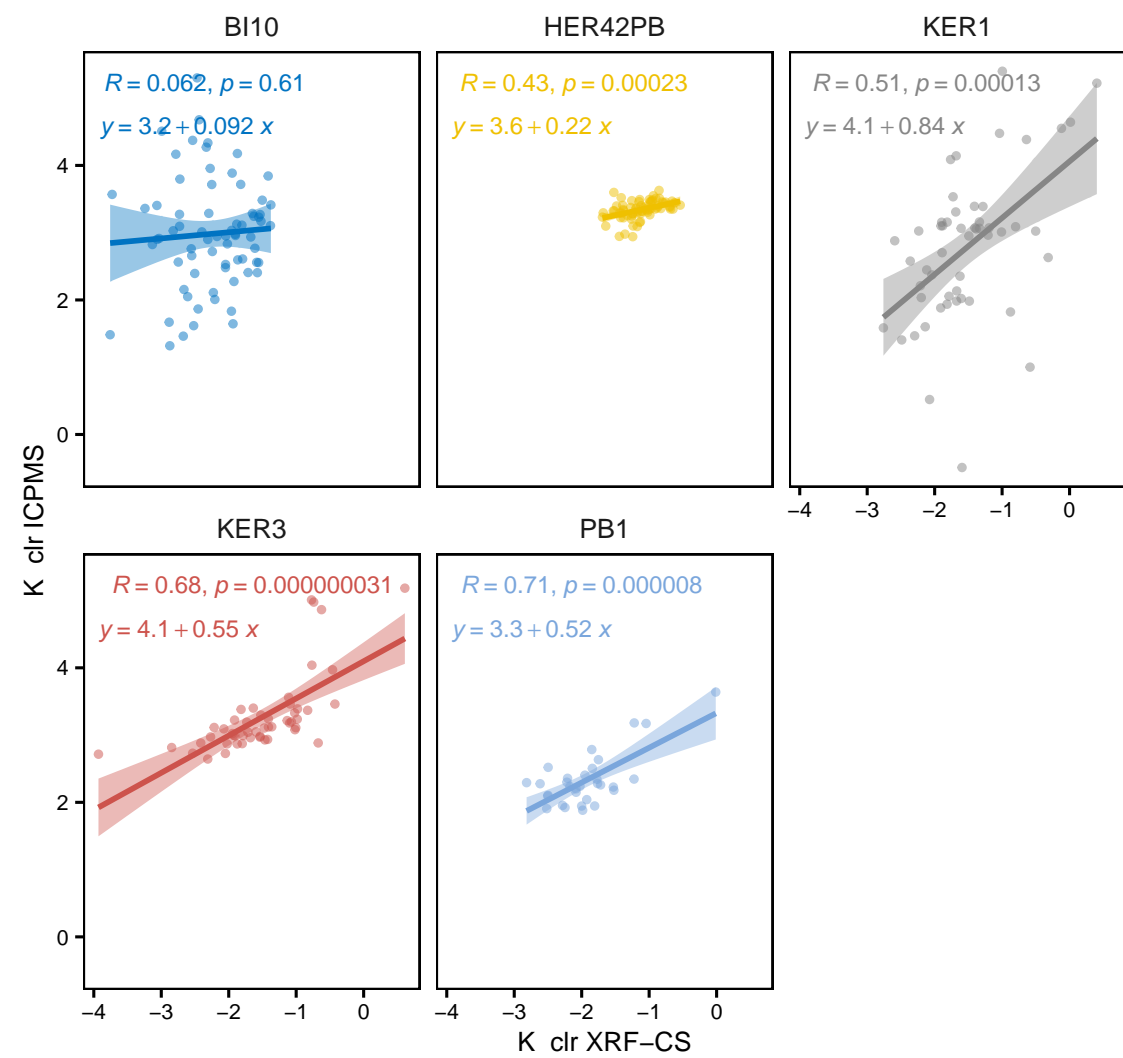 BI10
HER42PB
KER1
R = 0.062, p = 0.61
y = 3.2 + 0.092 x
R = 0.43, p = 0.00023
y = 3.6 + 0.22 x
R = 0.51, p = 0.00013
y = 4.1 + 0.84 x
4
2
0
−4 −3 −2 −1 0
K clr ICPMS
KER3
PB1
R = 0.68, p = 0.000000031
y = 4.1 + 0.55 x
R = 0.71, p = 0.000008
y = 3.3 + 0.52 x
4
2
0
−4 −3 −2 −1 0
−4 −3 −2 −1 0
K clr XRF−CS